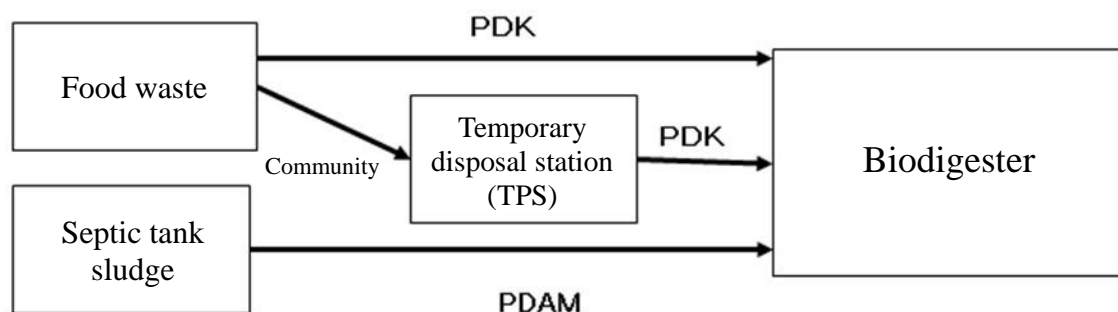 PDK
Food waste
Community
Temporary
disposal station
(TPS)
PDK
Biodigester
Septic tank
sludge
PDAM